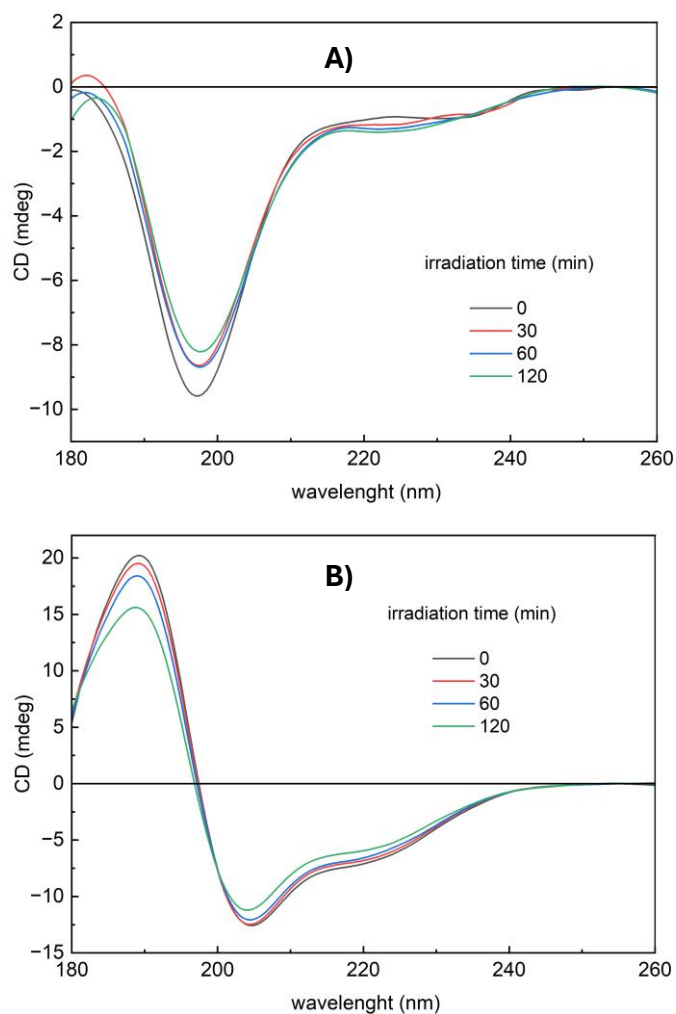 A)
2
0
−2
−4
−6
−8
−10
CD (mdeg)
irradiation time (min)
0
30
60
120
180 200 220 240 260
wavelenght (nm)
B)
20
15
10
5
0
−5
−10
−15
CD (mdeg)
irradiation time (min)
0
30
60
120
180 200 220 240 260
wavelenght (nm)